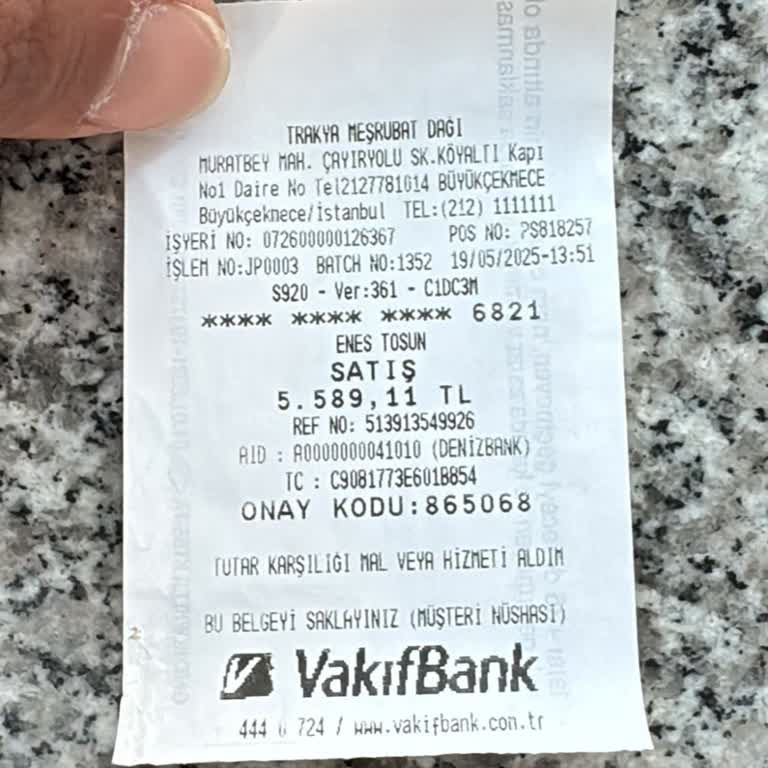 TRAKYA MEŞRUBAT DAĞI
MURATBEY MAH. ÇAYIRYOLU SK.KÖYALTI Kapı
No1 Daire No Tel2127781614 BÜYÜKÇEKMECE
Büyükçekmece/istanbul TEL:(212) 1111111
İŞYERİ NO: 072600000126367 POS NO: PS818257
İŞLEM NO:JP0003 BATCH NO:1352 19/05/2025-13:51
S920 - Ver:361 - C1DC3M
**** **** **** 6821
ENES TOSUN
SATIŞ
5.589,11 TL
REF NO: 513913549926
AID : A0000000041010 (DENİZBANK)
TC : C9081773E601B854
ONAY KODU:865068
TUTAR KARŞILIĞI MAL VEYA HİZMETİ ALDIM
BU BELGEYİ SAKLAYINIZ (MÜŞTERİ NÜSHASI)
VakıfBank
444 0 724 / www.vakifbank.com.tr